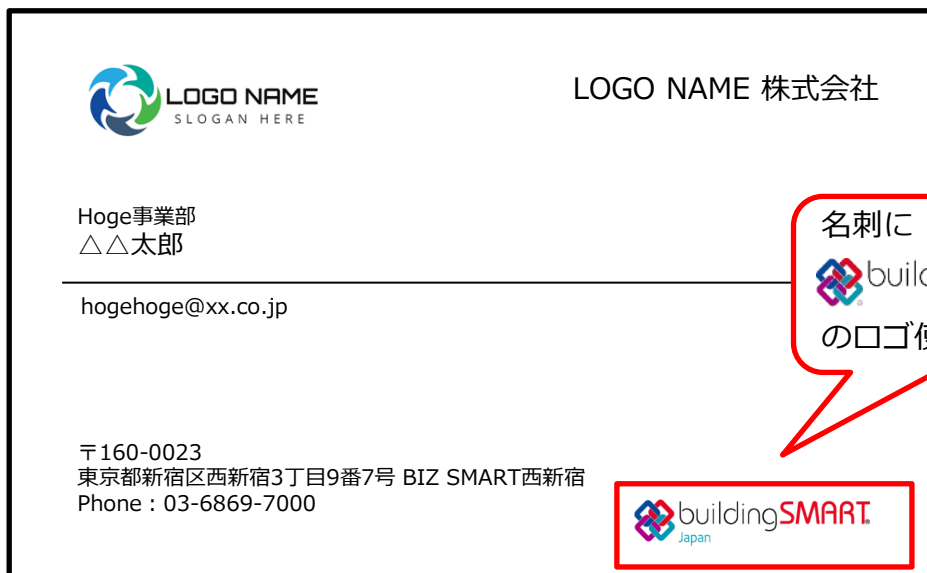 LOGO NAME
SLOGAN HERE
LOGO NAME 株式会社
Hoge事業部
△△太郎
名刺に
のロゴ
hogehoge@xx.co.jp
〒160-0023
東京都新宿区西新宿3丁目9番7号 BIZ SMART西新宿
Phone : 03-6869-7000
buildingSMART®
Japan